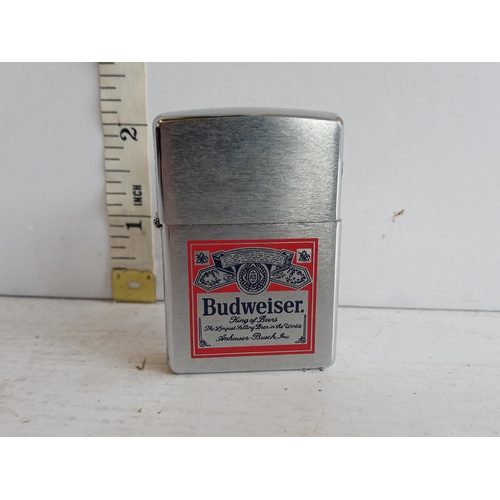 2
INCH
1
Budweiser.
King of Beers
The Largest Selling Beer in the World
Anheuser-Busch, Inc.